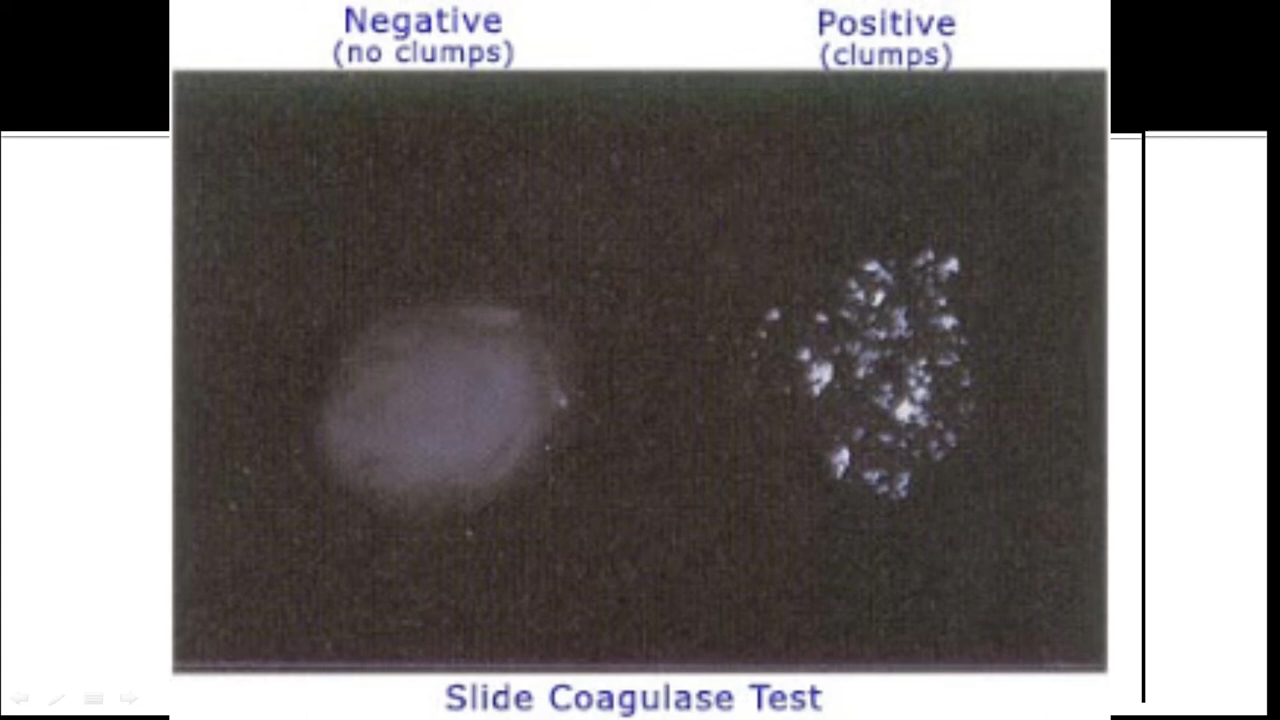 Negative
(no clumps)
Positive
(clumps)
Slide Coagulase Test